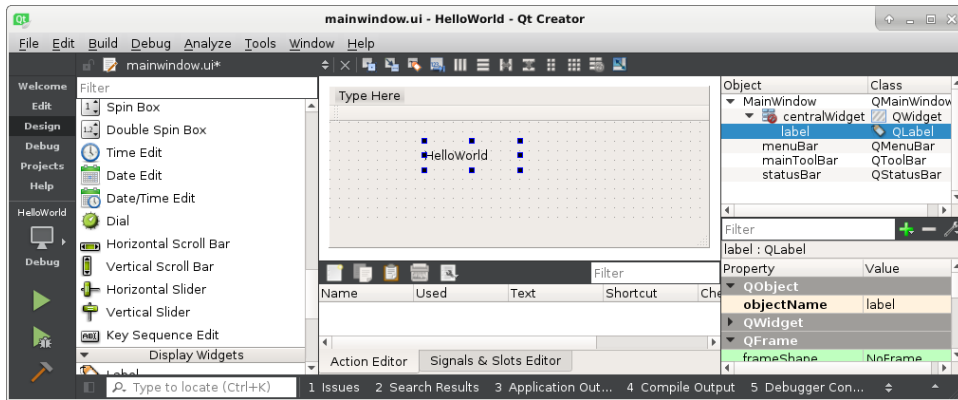 mainwindow.ui - HelloWorld - Qt Creator
File Edit Build Debug Analyze Tools Window Help
mainwindow.ui*
Welcome
Edit
Design
Debug
Projects
Help
HelloWorld
Debug
Filter
Spin Box
Double Spin Box
Time Edit
Date Edit
Date/Time Edit
Dial
Horizontal Scroll Bar
Vertical Scroll Bar
Horizontal Slider
Vertical Slider
Key Sequence Edit
Display Widgets
Label
Type Here
HelloWorld
Filter
Name Used Text Shortcut Che
Action Editor Signals & Slots Editor
Object Class
MainWindow QMainWindow
centralWidget QWidget
label QLabel
menuBar QMenuBar
mainToolBar QToolBar
statusBar QStatusBar
Filter
label : QLabel
Property Value
QObject
objectName label
QWidget
QFrame
frameShape NoFrame
Type to locate (Ctrl+K) 1 Issues 2 Search Results 3 Application Out... 4 Compile Output 5 Debugger Con...